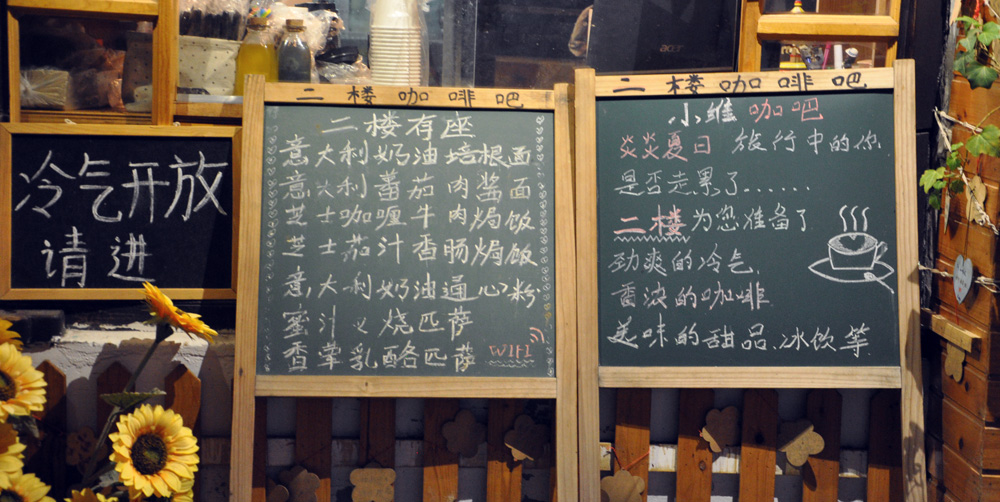 冷气开放
请进
二楼咖啡吧
二楼有座
意大利奶油培根面
意大利蕃茄肉酱面
芝士咖喱牛肉焗饭
芝士茄汁香肠焗饭
意大利奶油通心粉
蜜汁叉烧匹萨
香草乳酪匹萨
WIFI
二楼咖啡吧
小维咖吧
炎炎夏日 旅行中的你
是否走累了......
二楼为您准备了
劲爽的冷气
香浓的咖啡
美味的甜品.冰饮等
acer